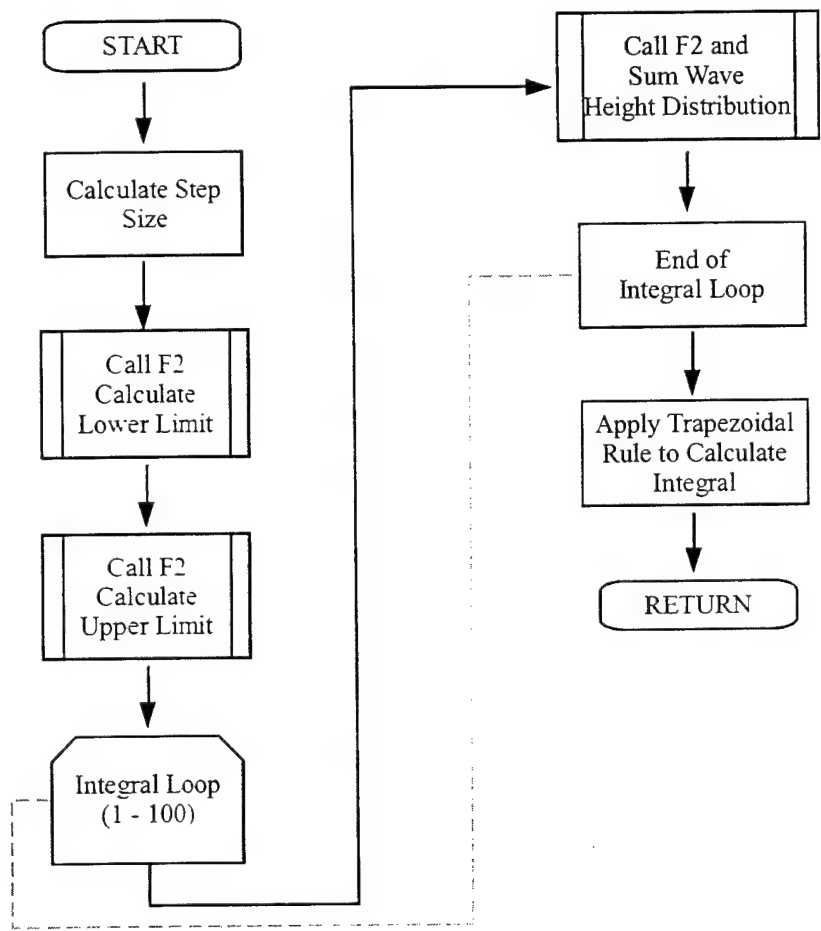 START
Calculate Step
Size
Call F2
Calculate
Lower Limit
Call F2
Calculate
Upper Limit
Integral Loop
(1 - 100)
Call F2 and
Sum Wave
Height Distribution
End of
Integral Loop
Apply Trapezoidal
Rule to Calculate
Integral
RETURN